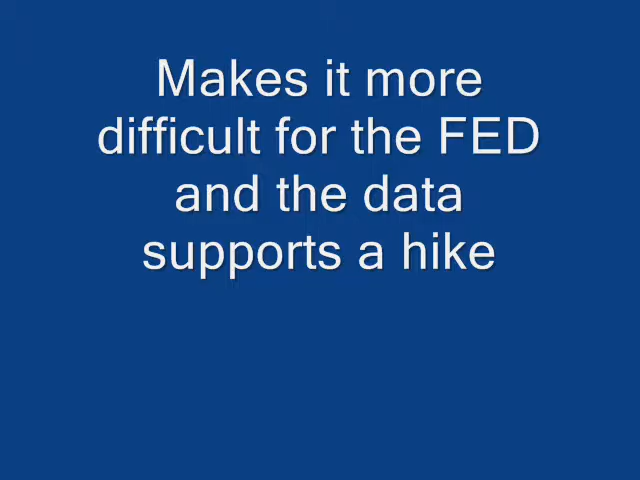 Makes it more
difficult for the FED
and the data
supports a hike